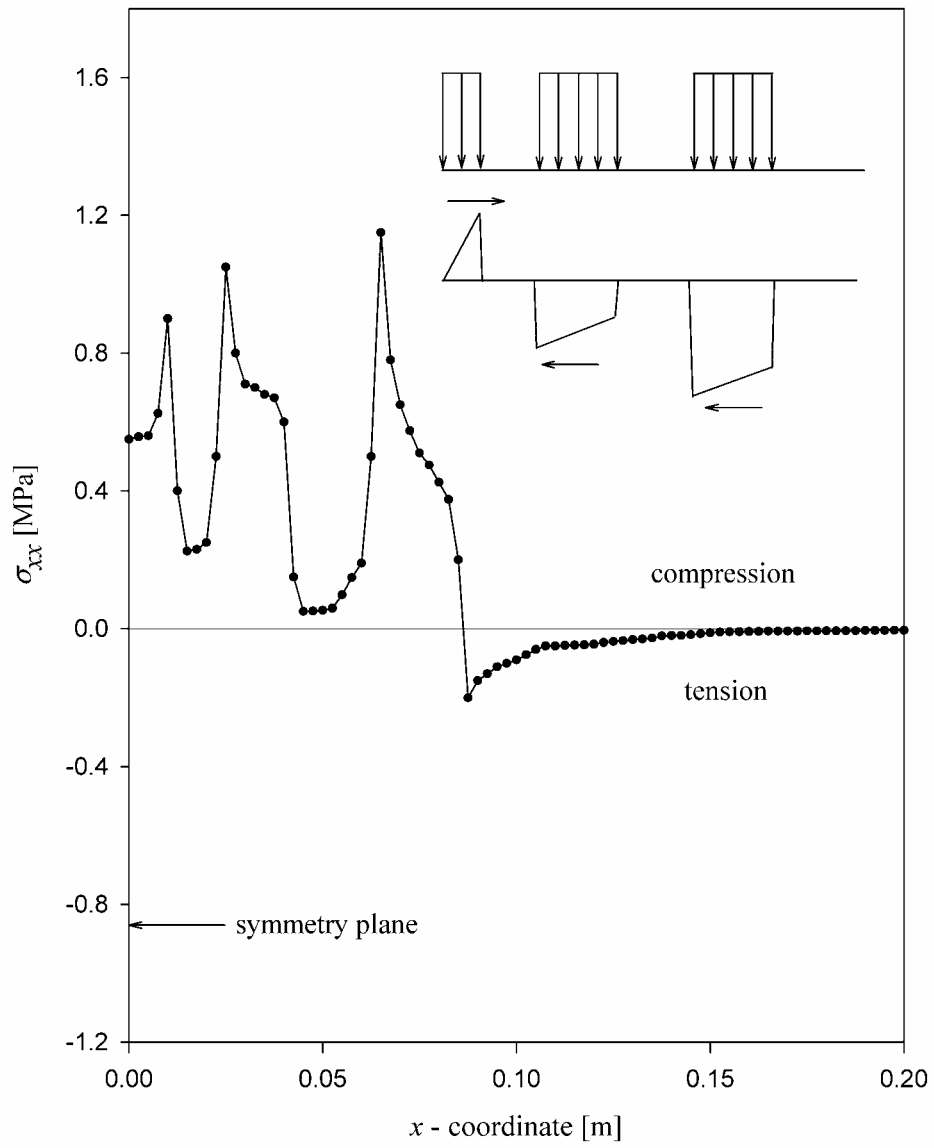 1.6
1.2
0.8
0.4
0.0
-0.4
-0.8
-1.2
σxx [MPa]
compression
tension
symmetry plane
0.00 0.05 0.10 0.15 0.20
x - coordinate [m]